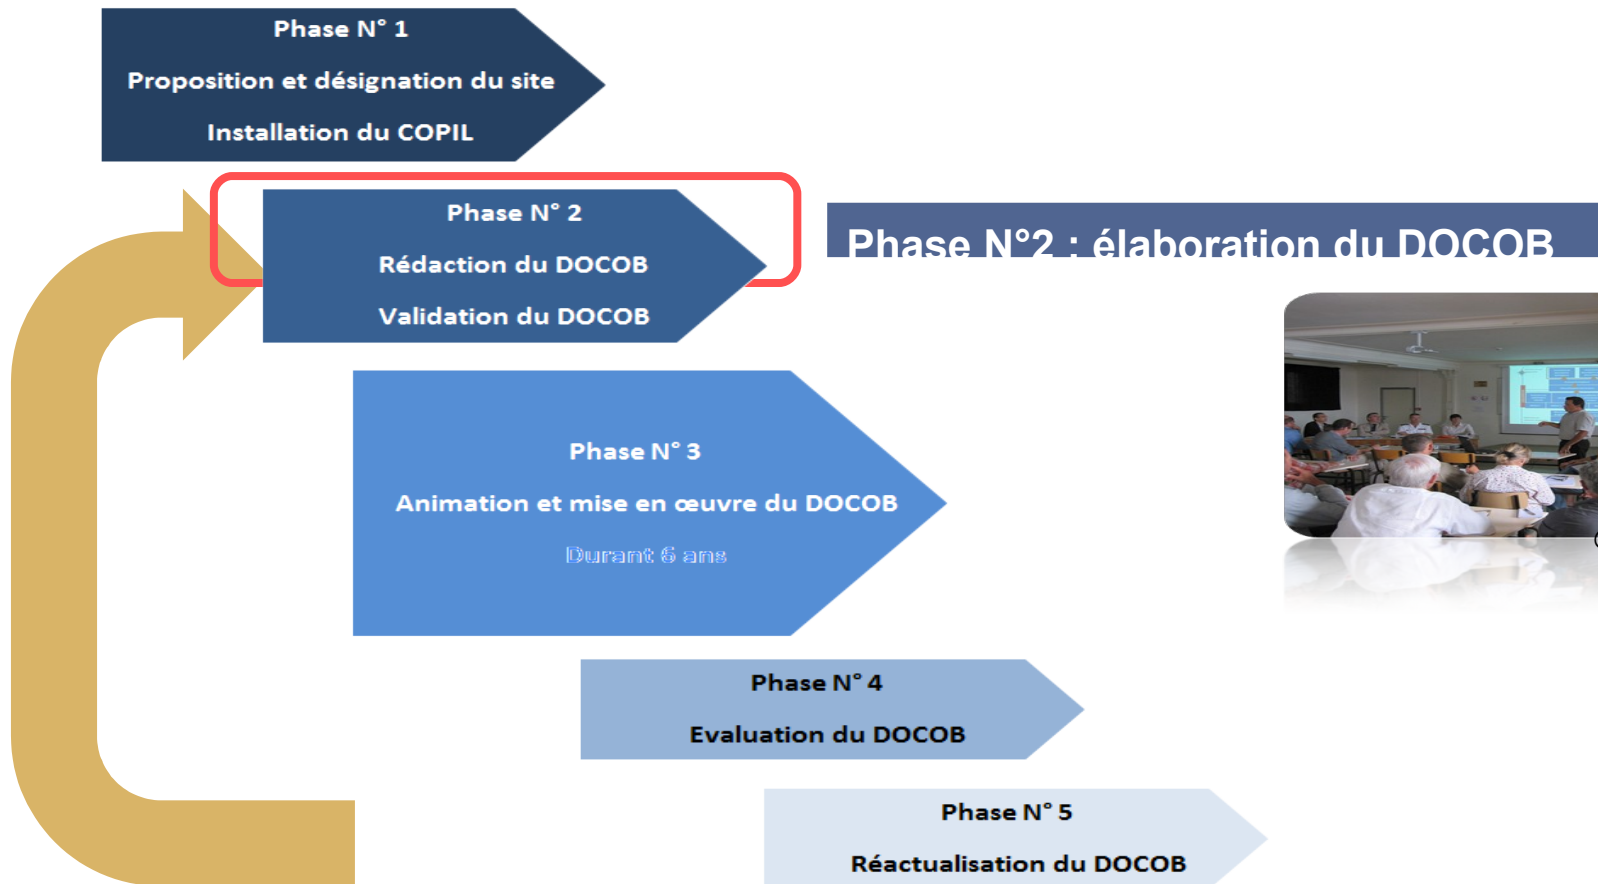 Phase N° 1
Proposition et désignation du site
Installation du COPIL
Phase N° 2
Rédaction du DOCOB
Validation du DOCOB
Phase N°2 : élaboration du DOCOB
Phase N° 3
Animation et mise en œuvre du DOCOB
Durant 6 ans
Phase N° 4
Evaluation du DOCOB
Phase N° 5
Réactualisation du DOCOB